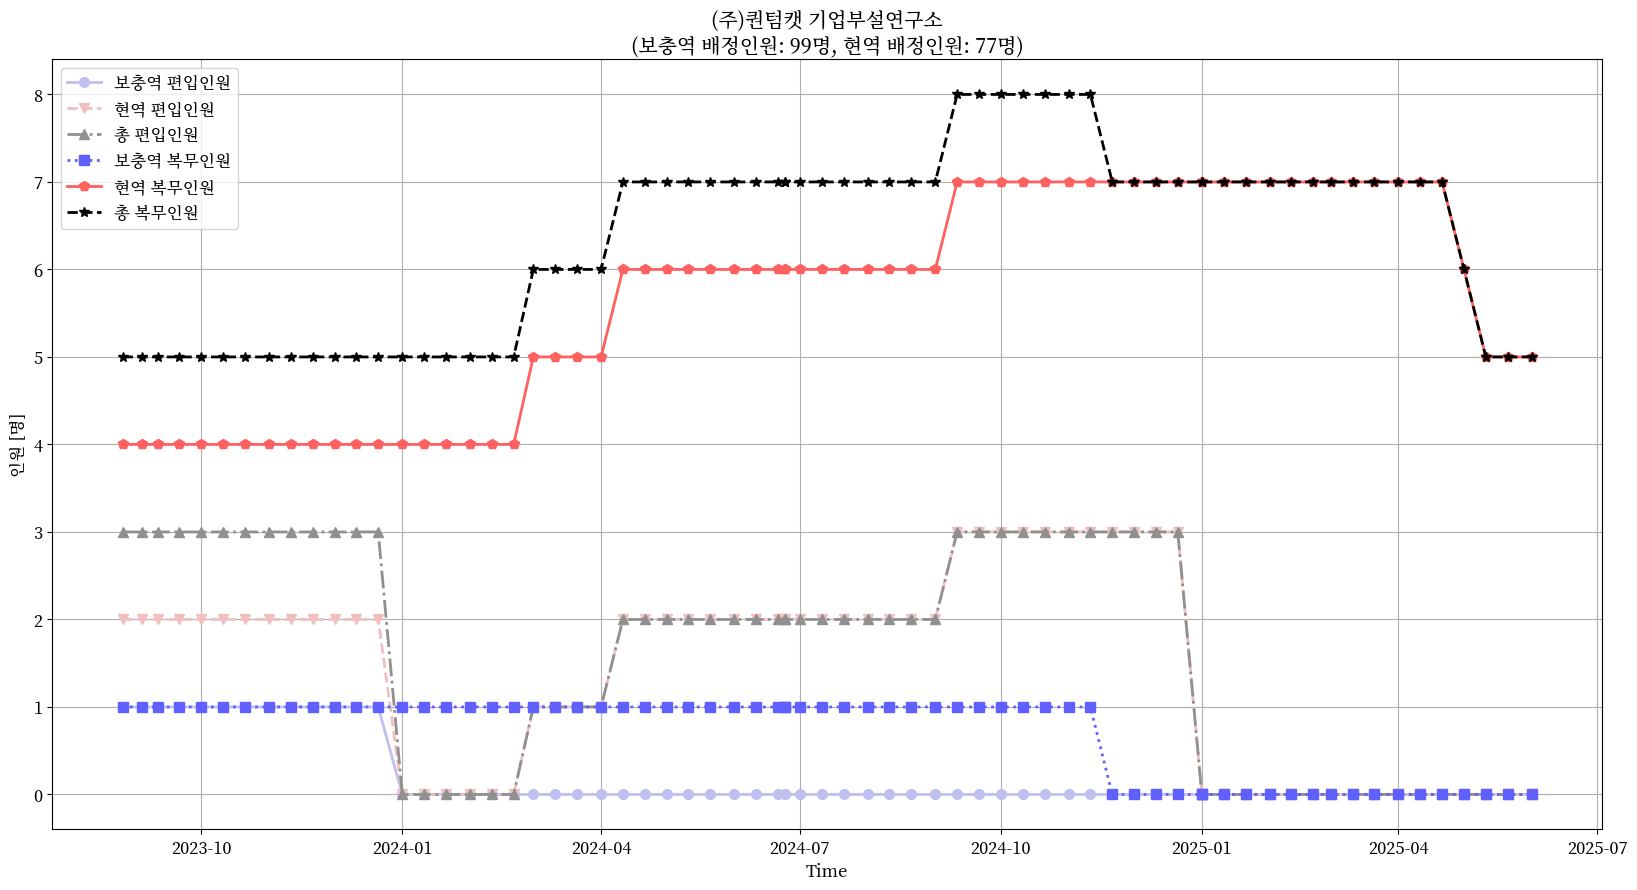 (주)퀀텀캣 기업부설연구소
(보충역 배정인원: 99명, 현역 배정인원: 77명)
보충역 편입인원
현역 편입인원
총 편입인원
보충역 복무인원
현역 복무인원
총 복무인원
인원 [명]
8
7
6
5
4
3
2
1
0
2023-10
2024-01
2024-04
2024-07
2024-10
2025-01
2025-04
2025-07
Time